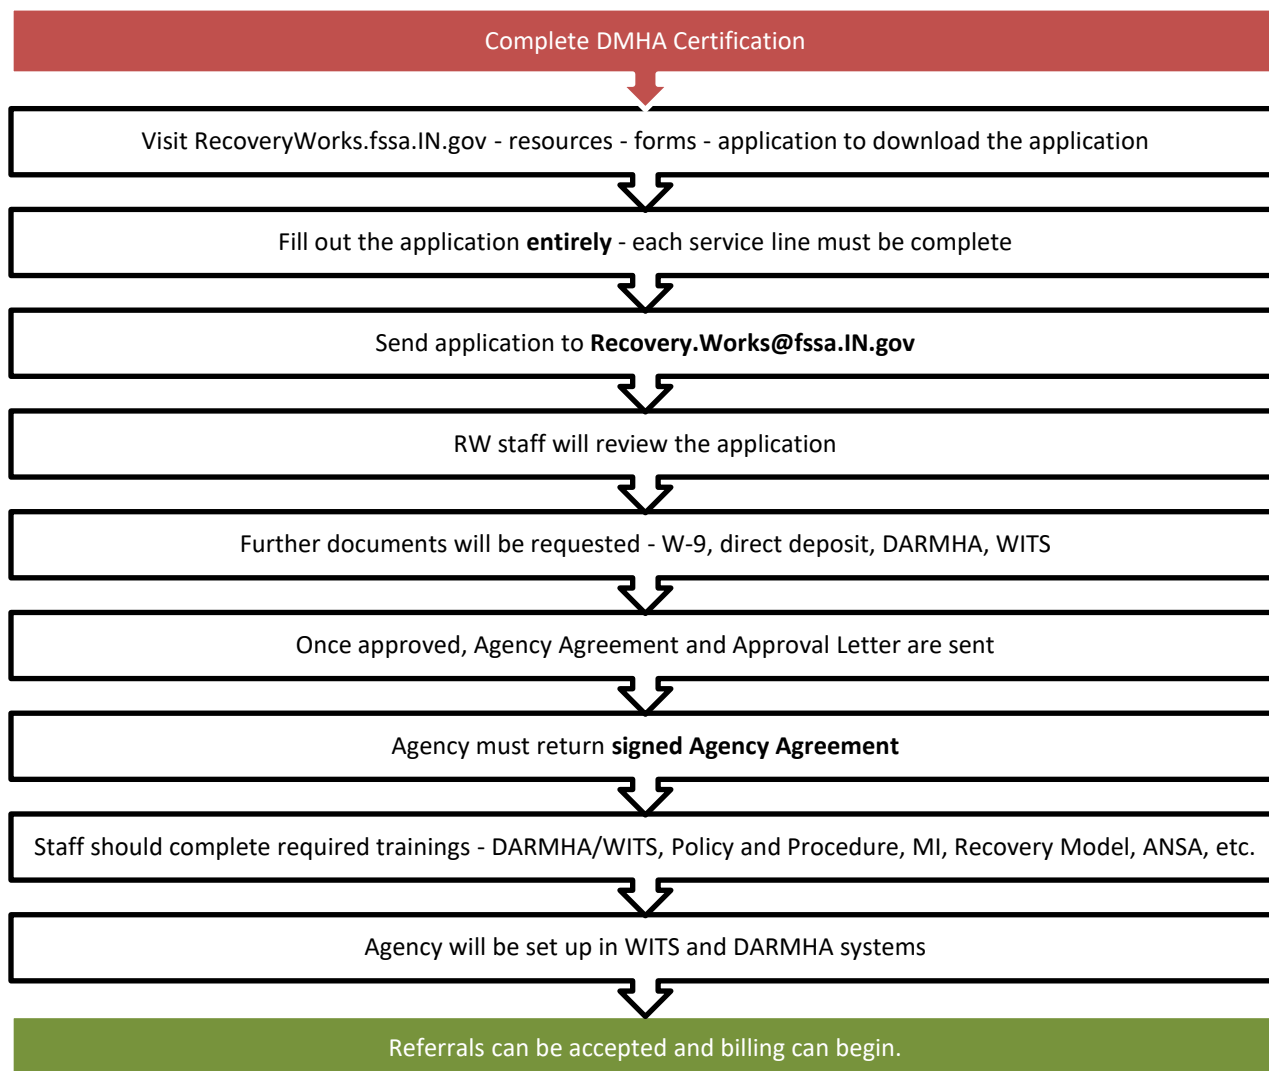 Complete DMHA Certification
Visit RecoveryWorks.fssa.IN.gov - resources - forms - application to download the application
Fill out the application entirely - each service line must be complete
Send application to Recovery.Works@fssa.IN.gov
RW staff will review the application
Further documents will be requested - W-9, direct deposit, DARMHA, WITS
Once approved, Agency Agreement and Approval Letter are sent
Agency must return signed Agency Agreement
Staff should complete required trainings - DARMHA/WITS, Policy and Procedure, MI, Recovery Model, ANSA, etc.
Agency will be set up in WITS and DARMHA systems
Referrals can be accepted and billing can begin.